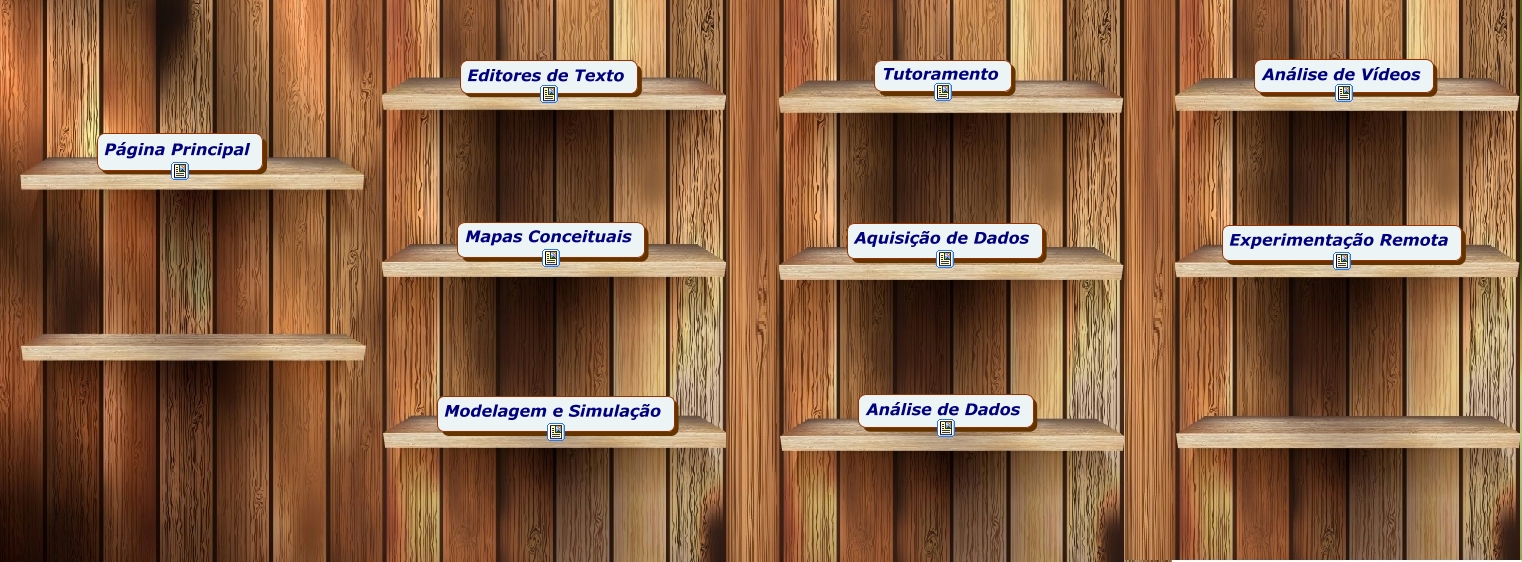 Página Principal
Editores de Texto
Mapas Conceituais
Modelagem e Simulação
Tutoramento
Aquisição de Dados
Análise de Dados
Análise de Vídeos
Experimentação Remota